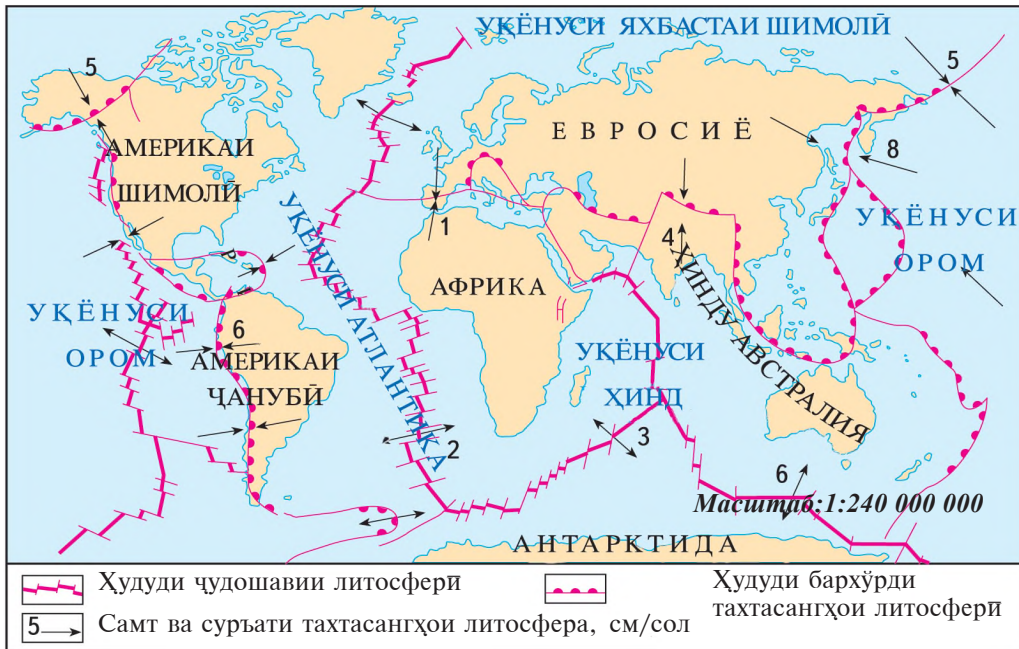 УҚЁНУСИ ЯХБАСТАИ ШИМОЛӢ
5
5
АМЕРИКАИ
ШИМОЛӢ
ЕВРОСИЁ
8
УҚЁНУСИ
ОРОМ
1
4
АФРИКА
УҚЁНУСИ АТЛАНТИКА
ҲИНДУ АВСТРАЛИЯ
УҚЁНУСИ
ОРОМ
6
АМЕРИКАИ
ҶАНУБӢ
УҚЁНУСИ
ҲИНД
2
3
6
Масштаб:1:240 000 000
АНТАРКТИДА
Ҳудуди ҷудошавии литосферӣ
Ҳудуди бархӯрди
тахтасангҳои литосферӣ
5 Самт ва суръати тахтасангҳои литосфера, см/сол